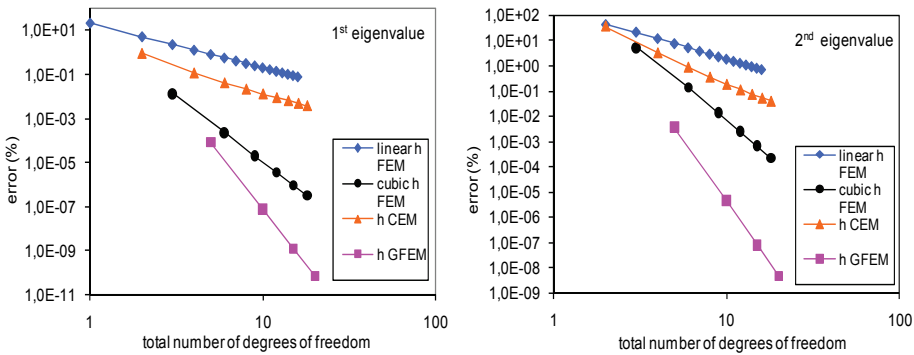 1st eigenvalue
error (%)
1,0E+01
1,0E-01
1,0E-03
1,0E-05
1,0E-07
1,0E-09
1,0E-11
linear h
FEM
cubic h
FEM
h CEM
h GFEM
1
10
100
total number of degrees of freedom
2nd eigenvalue
error (%)
1,0E+02
1,0E+01
1,0E+00
1,0E-01
1,0E-02
1,0E-03
1,0E-04
1,0E-05
1,0E-06
1,0E-07
1,0E-08
1,0E-09
linear h
FEM
cubic h
FEM
h CEM
h GFEM
1
10
100
total number of degrees of freedom